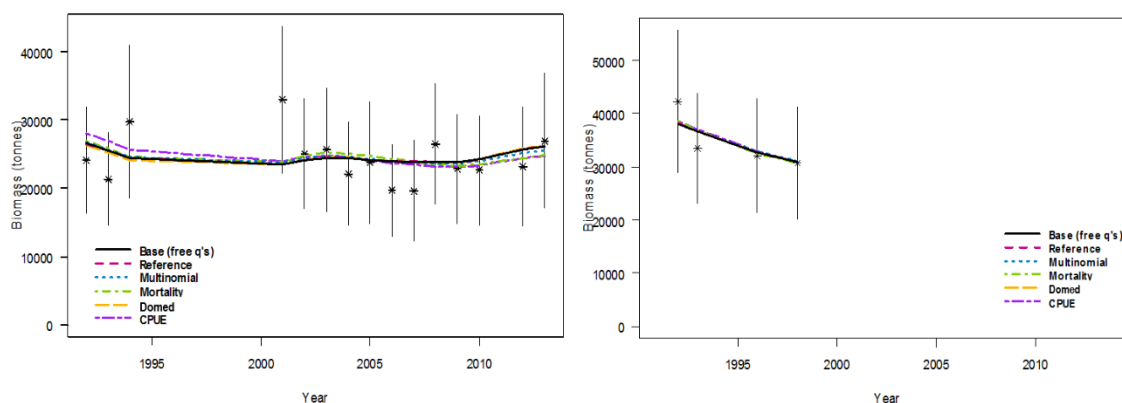 40000
30000
20000
10000
0
Biomass (tonnes)
Base (free q's)
Reference
Multinomial
Mortality
Domed
CPUE
1995
2000
2005
2010
Year
50000
40000
30000
20000
10000
0
Biomass (tonnes)
Base (free q's)
Reference
Multinomial
Mortality
Domed
CPUE
1995
2000
2005
2010
Year